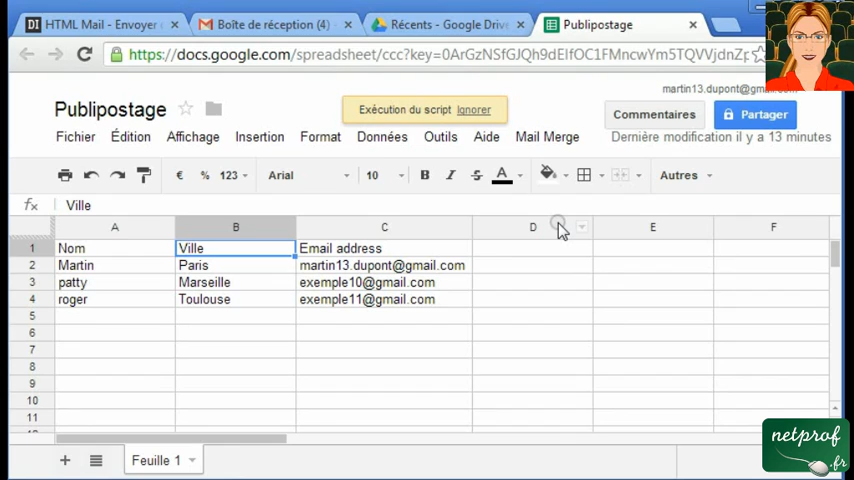 DI HTML Mail - Envoyer
Boîte de réception (4)
Récents - Google Drive
Publipostage
https://docs.google.com/spreadsheet/ccc?key=0ArGzNSfGJQh9dElfOC1FMncwYm5TQVVjdnZp
martin13.dupont@gmail.com
Publipostage
Exécution du script Ignorer
Commentaires
Partager
Fichier Édition Affichage Insertion Format Données Outils Aide Mail Merge
Dernière modification il y a 13 minutes
€ % 123 Arial 10 B I S A Autres
fx Ville
A B C D E F
1 Nom Ville Email address
2 Martin Paris martin13.dupont@gmail.com
3 patty Marseille exemple10@gmail.com
4 roger Toulouse exemple11@gmail.com
5
6
7
8
9
10
11
+ Feuille 1
netprof
.fr